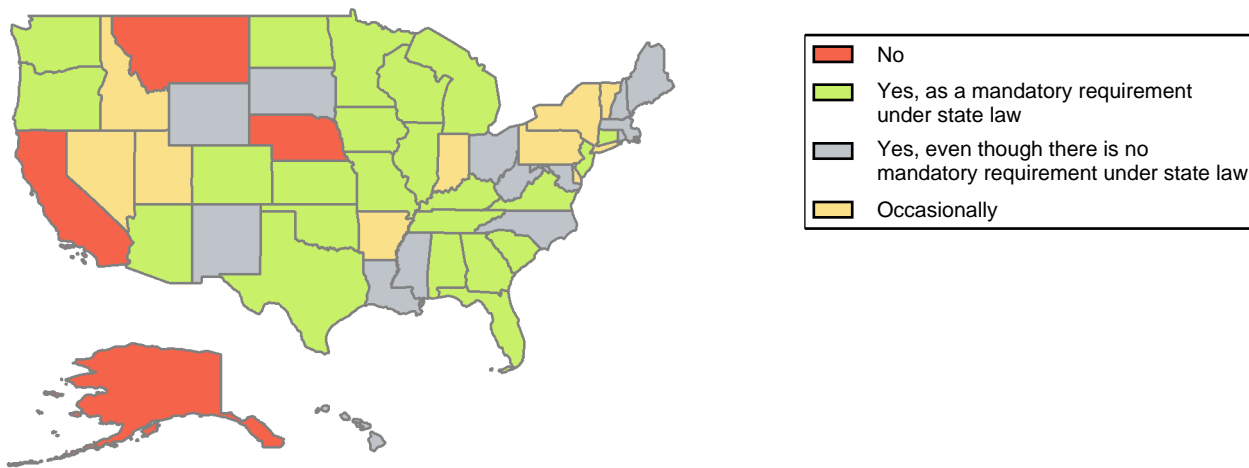 No
Yes, as a mandatory requirement
under state law
Yes, even though there is no
mandatory requirement under state law
Occasionally